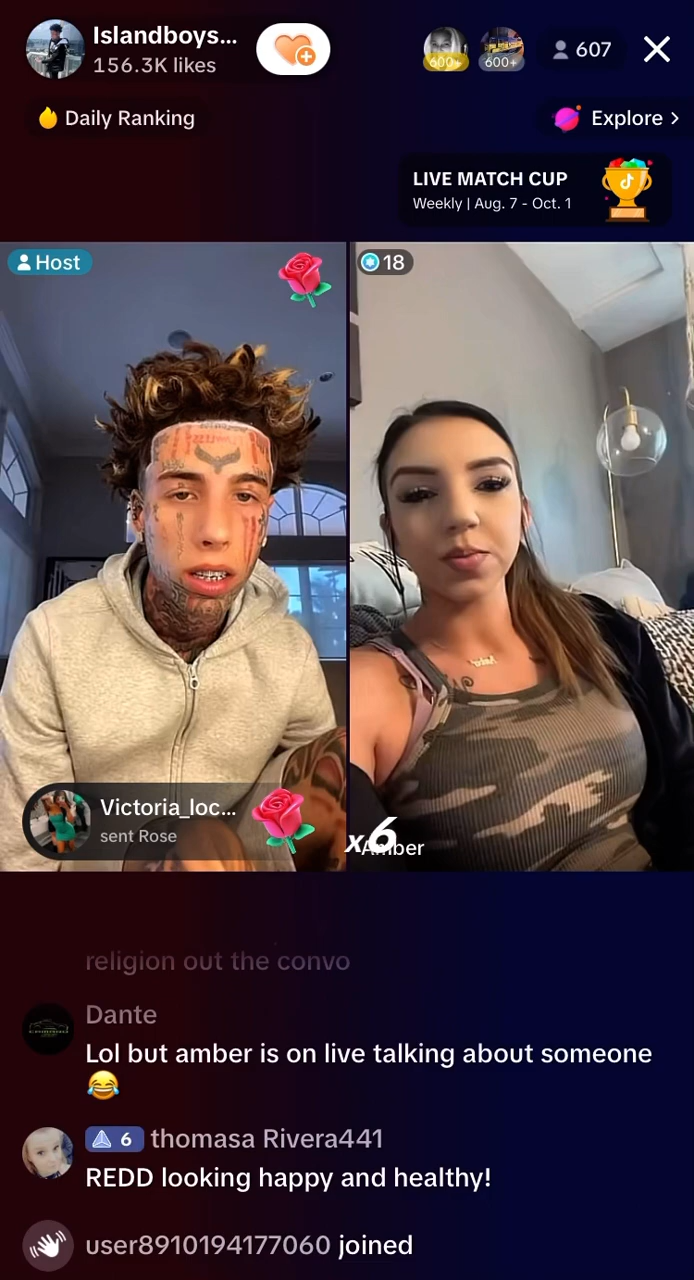 Islandboys...
156.3K likes
600+
600+
607
Daily Ranking
Explore >
LIVE MATCH CUP
Weekly | Aug. 7 - Oct. 1
Host
18
Victoria_loc...
sent Rose
x6
Amber
religion out the convo
Dante
Lol but amber is on live talking about someone
😂
6 thomasa Rivera441
REDD looking happy and healthy!
user8910194177060 joined